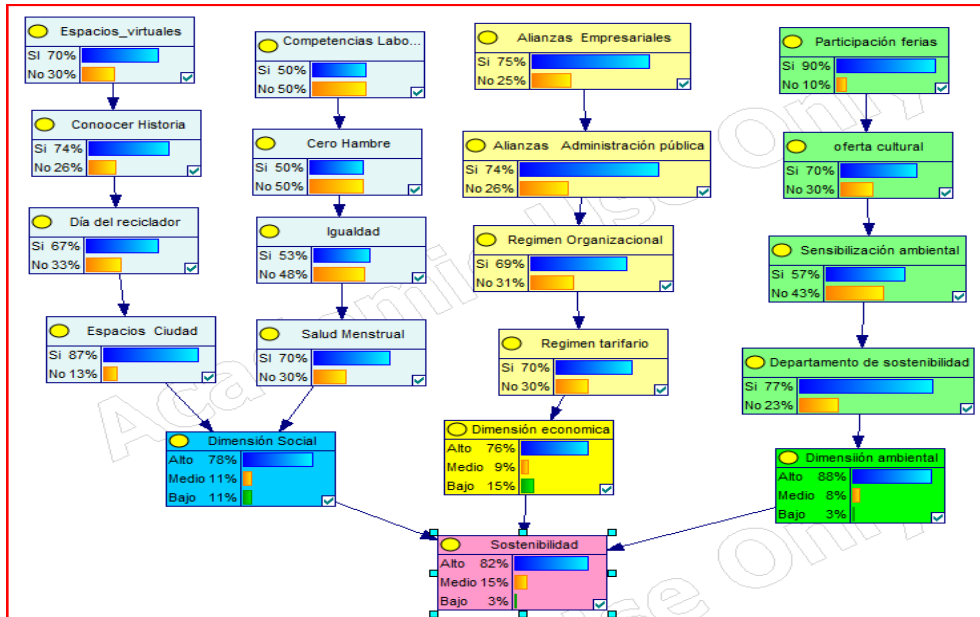 Espacios_virtuales
SI 70%
No 30%
Conoocer Historia
Si 74%
No 26%
Día del reciclador
Si 67%
No 33%
Espacios Ciudad
Si 87%
No 13%
Competencias Labo...
Si 50%
No 50%
Cero Hambre
Si 50%
No 50%
Igualdad
Si 53%
No 48%
Salud Menstrual
SI 70%
No 30%
Dimensión Social
Alto 78%
Medio 11%
Bajo 11%
Alianzas Empresariales
Si 75%
No 25%
Alianzas Administración pública
Si 74%
No 26%
Regimen Organizacional
Si 69%
No 31%
Regimen tarifario
Si 70%
No 30%
Dimensión economica
Alto 76%
Medio 9%
Bajo 15%
Participación ferias
Si 90%
No 10%
oferta cultural
Si 70%
No 30%
Sensibilización ambiental
Si 57%
No 43%
Departamento de sostenibilidad
Si 77%
No 23%
Dimensiión ambiental
Alto 88%
Medio 8%
Bajo 3%
Sostenibilidad
Alto 82%
Medio 15%
Bajo 3%
Academic Use Only
Use Only